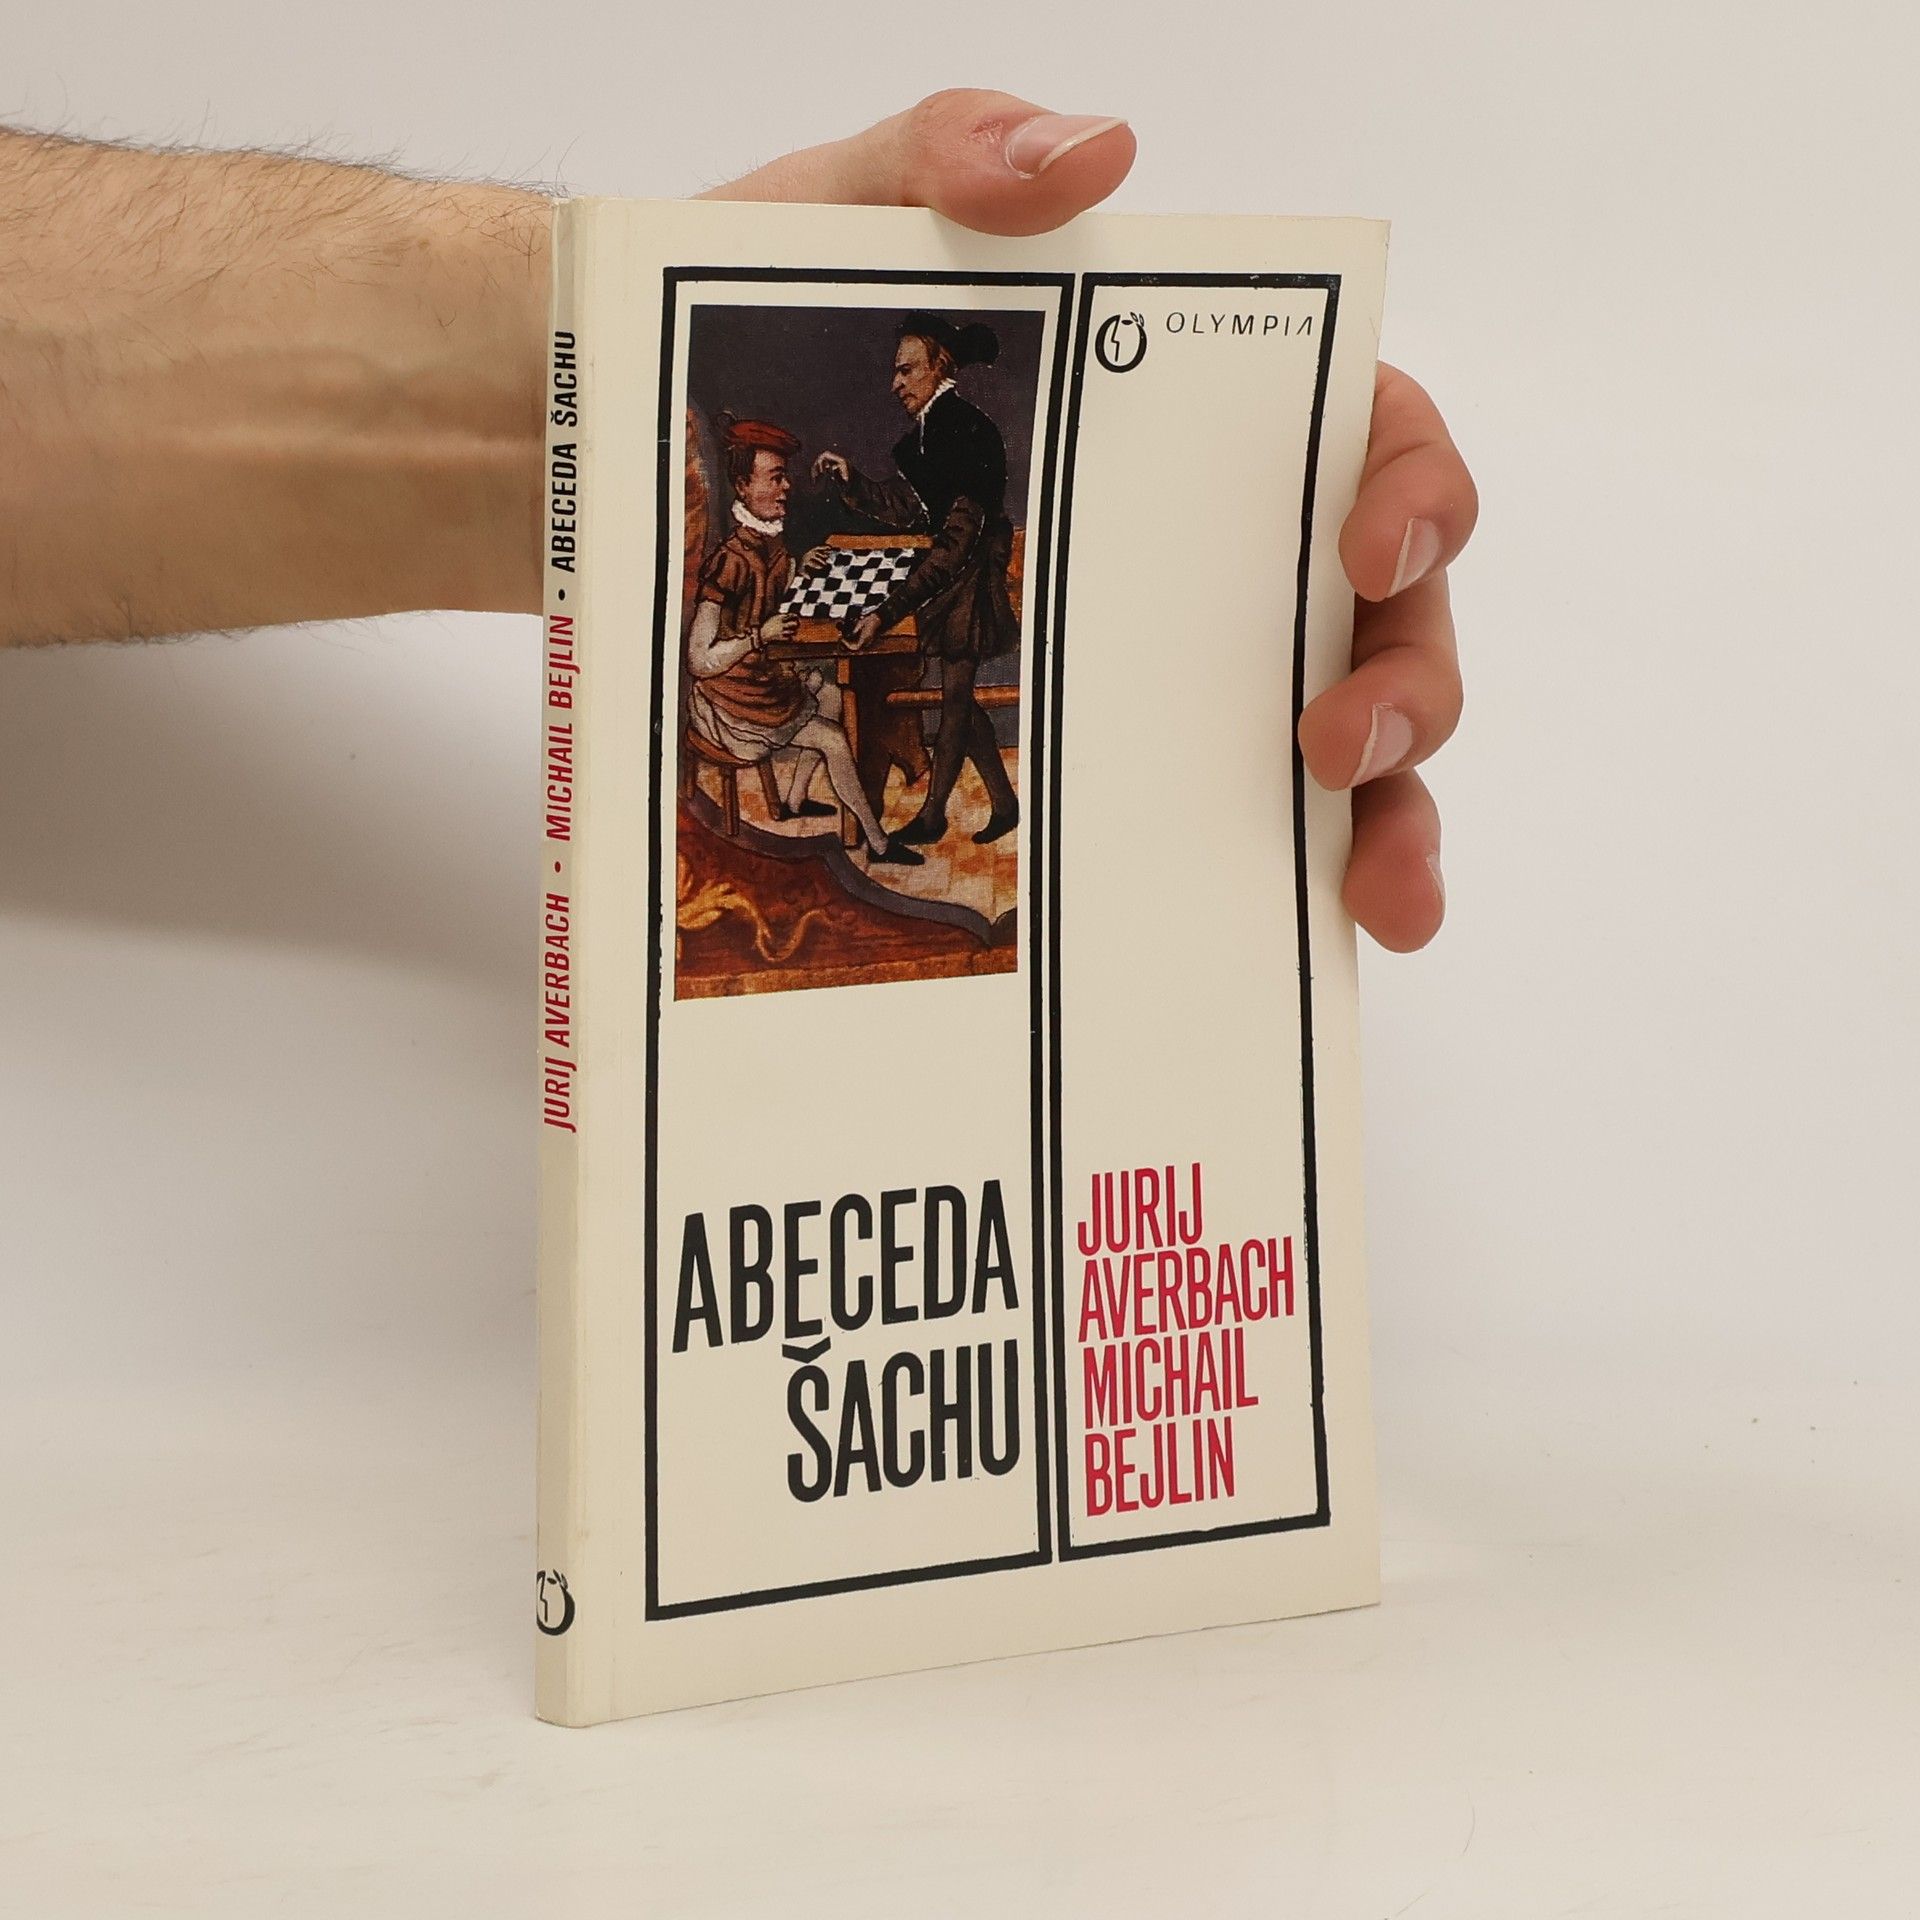 JURIJ AVERBACH • MICHAIL BEJLIN • ABECEDA ŠACHU
OLYMPIA
ABECEDA
ŠACHU
JURIJ
AVERBACH
MICHAIL
BEJLIN